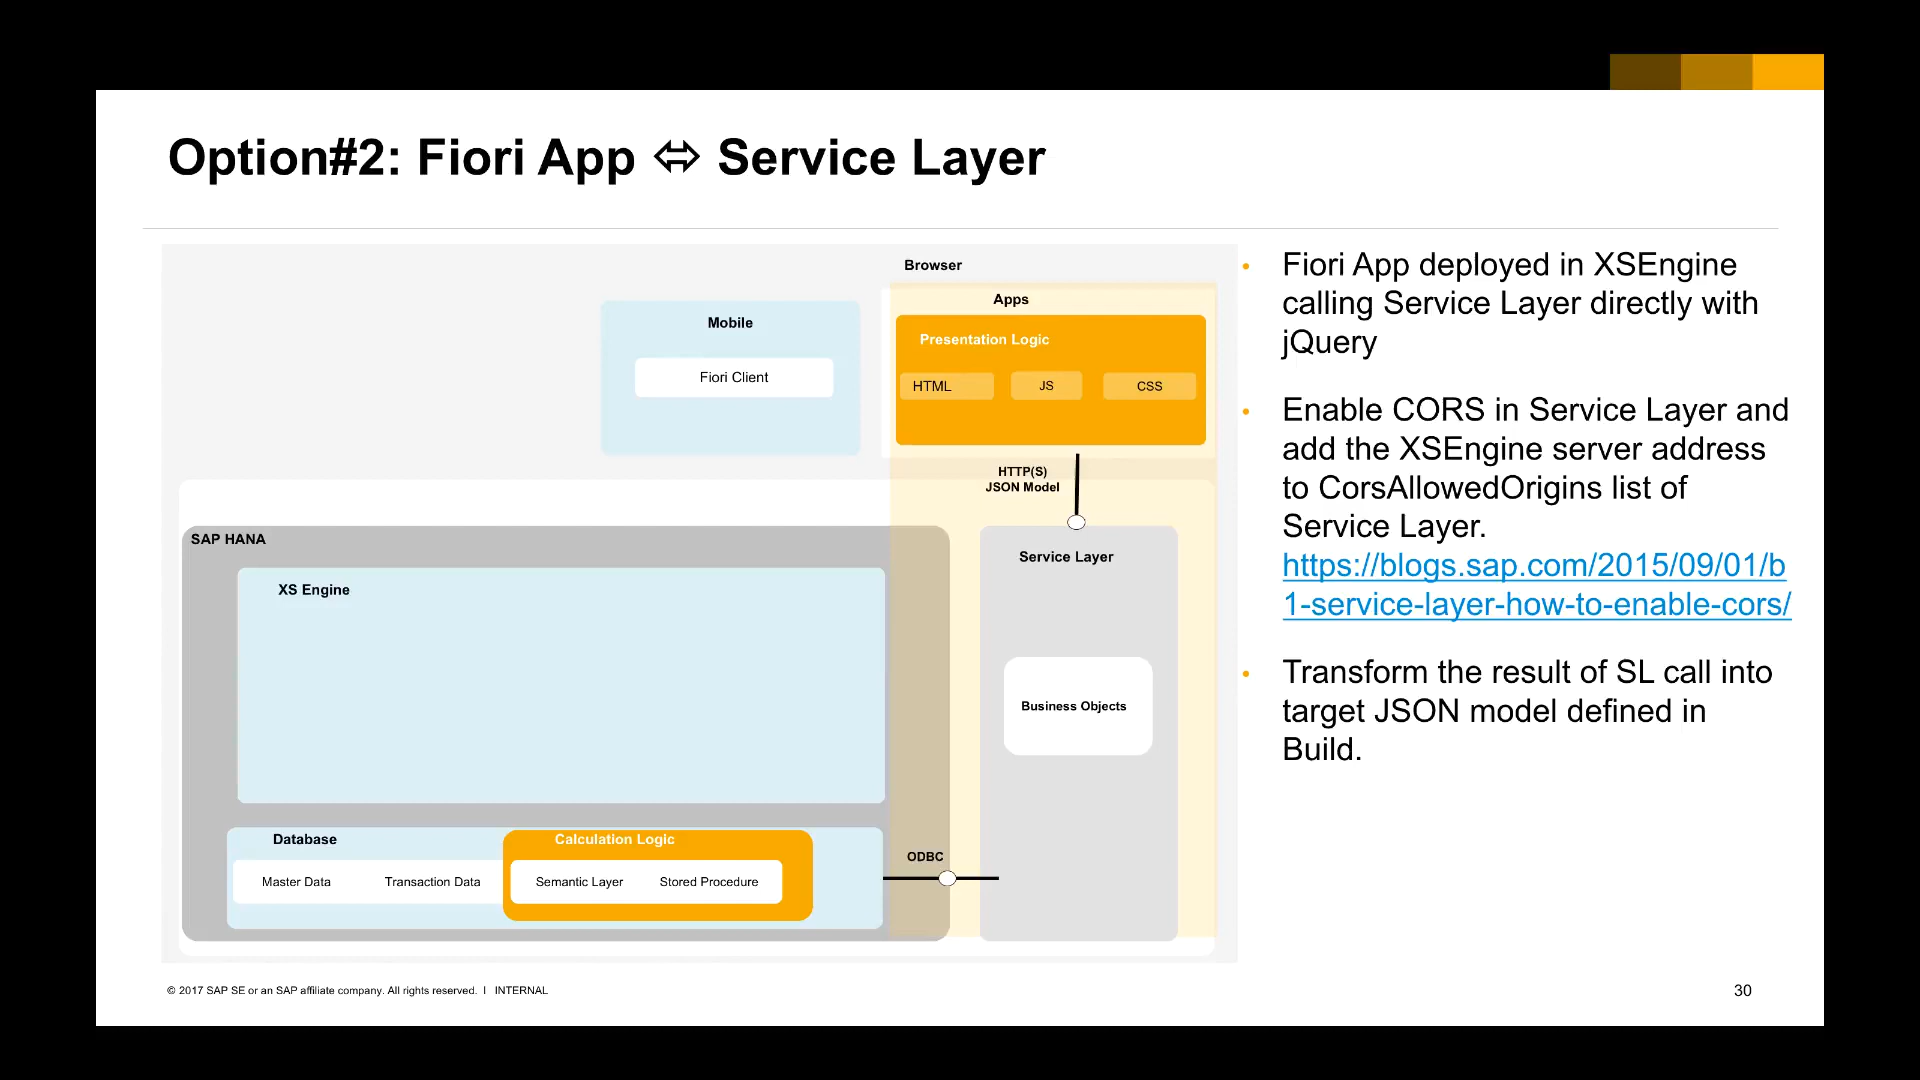 Option#2: Fiori App ⬄ Service Layer
Browser
Apps
Mobile
Fiori Client
Presentation Logic
HTML
JS
CSS
HTTP(S)
JSON Model
SAP HANA
XS Engine
Service Layer
Business Objects
Database
Master Data
Transaction Data
Calculation Logic
Semantic Layer
Stored Procedure
ODBC
• Fiori App deployed in XSEngine
calling Service Layer directly with
jQuery
• Enable CORS in Service Layer and
add the XSEngine server address
to CorsAllowedOrigins list of
Service Layer.
https://blogs.sap.com/2015/09/01/b
1-service-layer-how-to-enable-cors/
• Transform the result of SL call into
target JSON model defined in
Build.
© 2017 SAP SE or an SAP affiliate company. All rights reserved. I INTERNAL
30